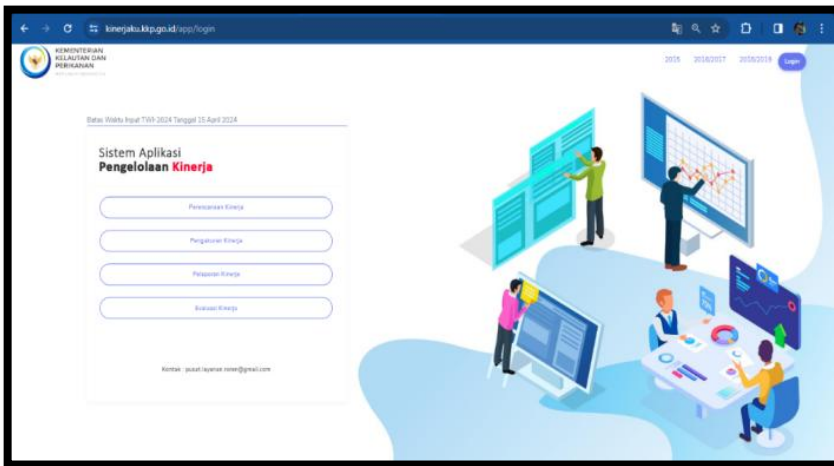 kinerjaku.kkp.go.id/app/login
KEMENTERIAN
KELAUTAN DAN
PERIKANAN
2015 2016/2017 2018/2019 Login
Batas Waktu Input TWI 2024 Tanggal 15 April 2024
Sistem Aplikasi
Pengelolaan Kinerja
Perencanaan Kinerja
Pengukuran Kinerja
Pelaporan Kinerja
Evaluasi Kinerja
Kontak : pusat.layanan.roren@gmail.com